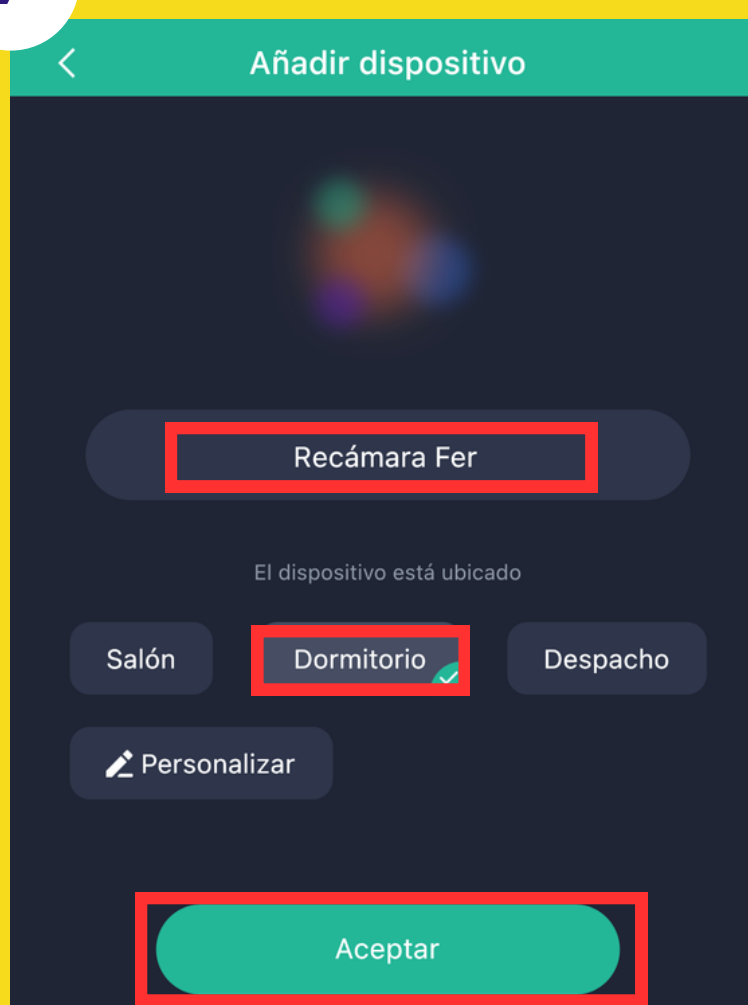 Añadir dispositivo
Recámara Fer
El dispositivo está ubicado
Salón Dormitorio Despacho
Personalizar
Aceptar